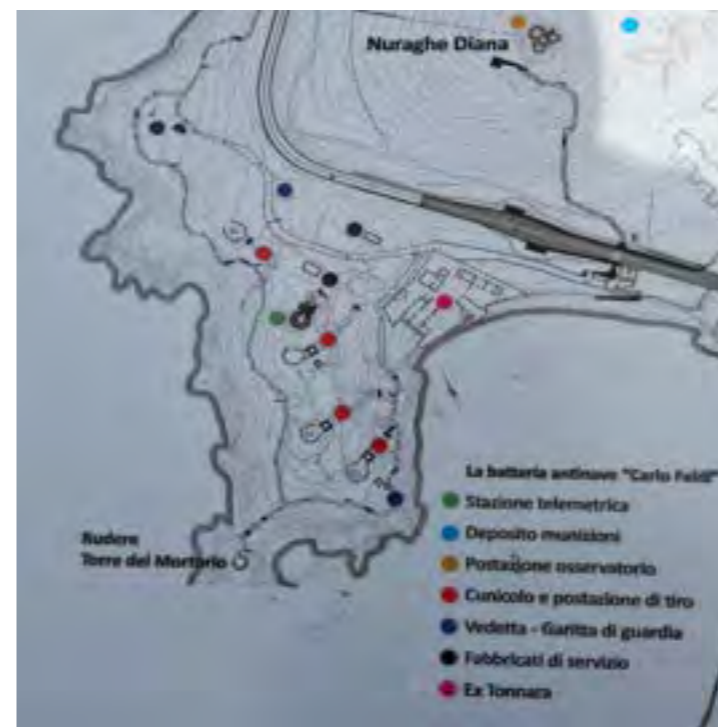 Nuraghe Diana
Rudere
Torre del Mortorio
La batteria antinave "Carlo Faldi"
Stazione telemetrica
Deposito munisioni
Postazione osservatorio
Cunicolo e postazione di tiro
Vedetta - Garitta di guardia
Fabbricati di servizio
Ex Tonnara